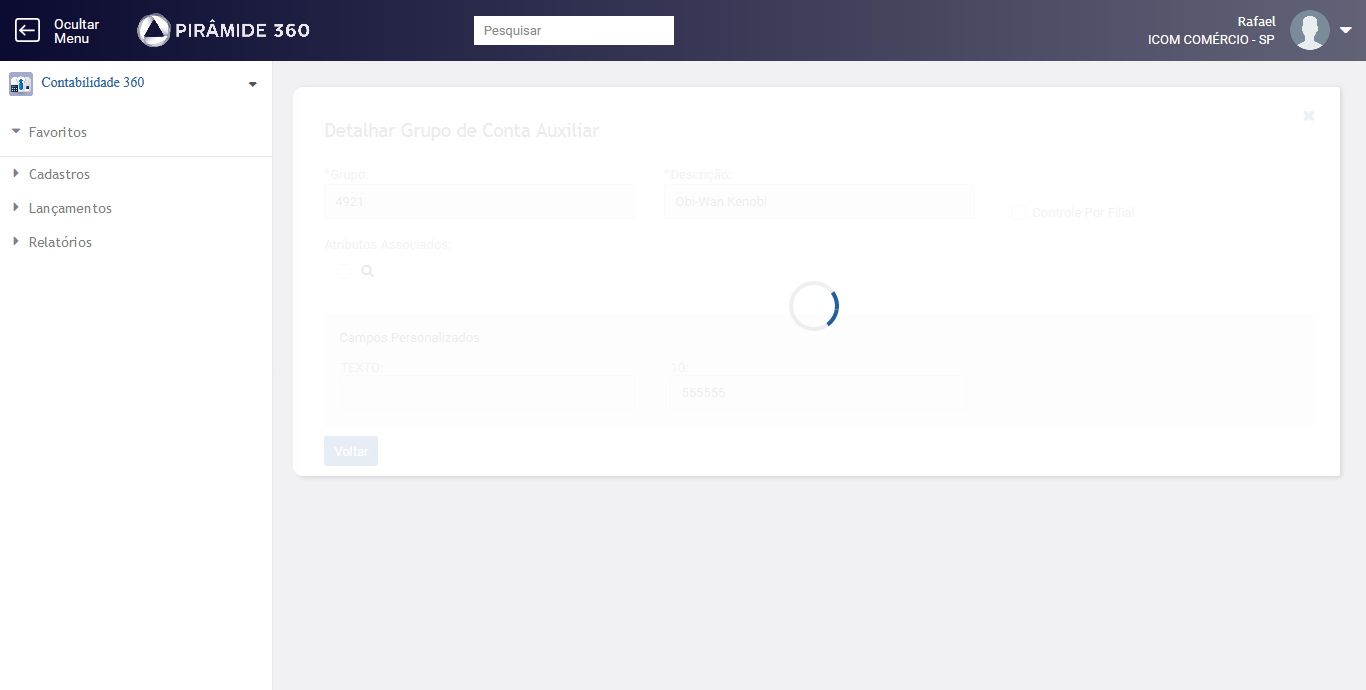 Ocultar
Menu
PIRÂMIDE 360
Pesquisar
Rafael
ICOM COMÉRCIO - SP
Contabilidade 360
Favoritos
Cadastros
Lançamentos
Relatórios
Detalhar Grupo de Conta Auxiliar
*Grupo:
4921
*Descrição:
Obi-Wan Kenobi
Controle Por Filial
Atributos Associados:
Campos Personalizados
TEXTO:
10:
555555
Voltar